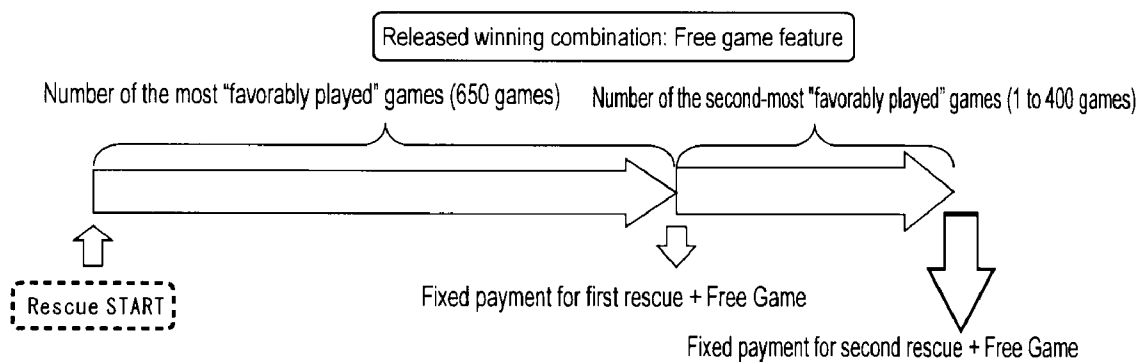 Released winning combination: Free game feature
Number of the most “favorably played” games (650 games)
Number of the second-most "favorably played” games (1 to 400 games)
Rescue START
Fixed payment for first rescue + Free Game
Fixed payment for second rescue + Free Game